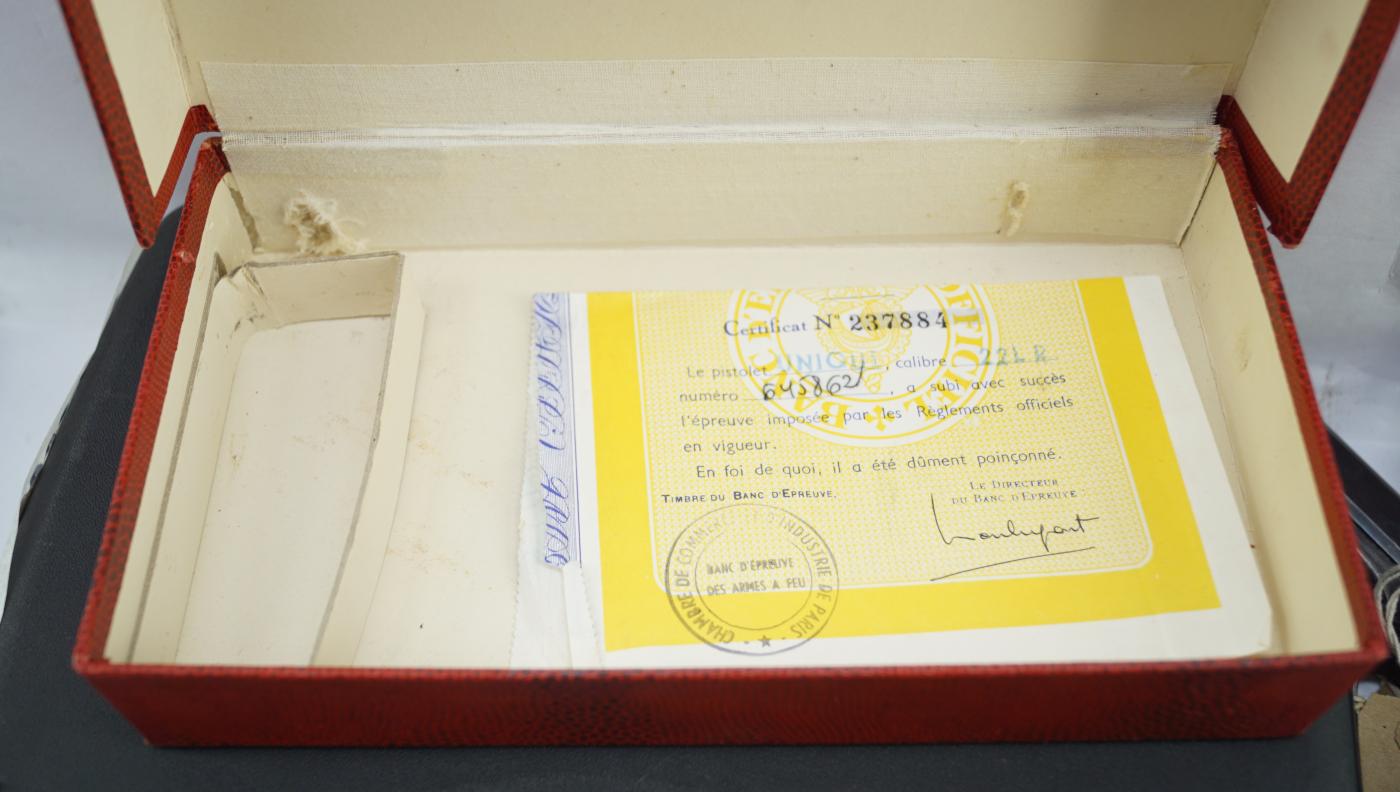 Certificat N° 237884
Le pistolet UNIQUE, calibre 22 L R
numéro 645862, a subi avec succès
l'épreuve imposée par les Règlements officiels
en vigueur.
En foi de quoi, il a été dûment poinçonné.
TIMBRE DU BANC D'EPREUVE.
LE DIRECTEUR
DU BANC D'EPREUVE
CHAMBRE DE COMMERCE D'INDUSTRIE DE PARIS
BANC D'ÉPREUVE
DES ARMES A FEU
OFFICIEL